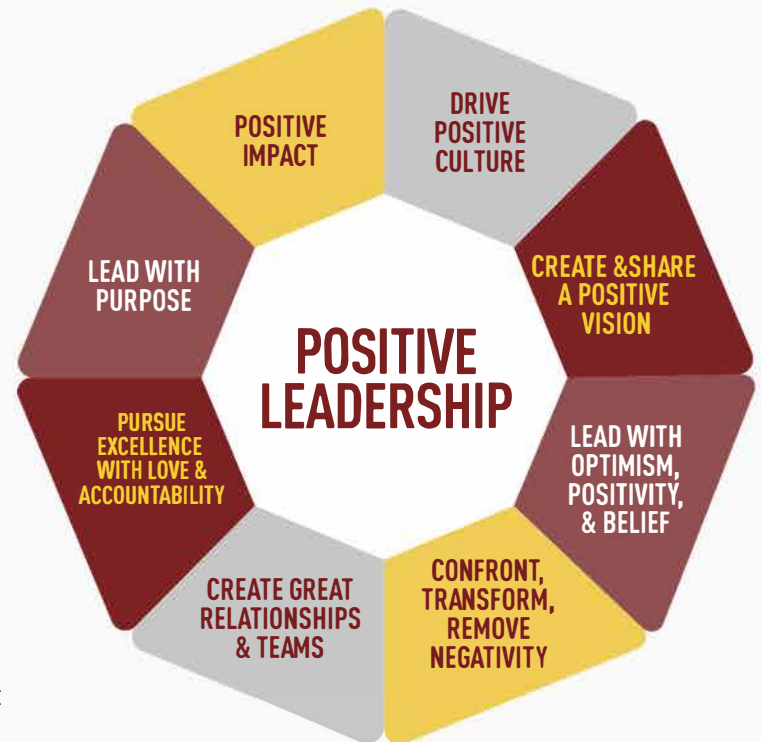 POSITIVE
LEADERSHIP
DRIVE
POSITIVE
CULTURE
CREATE &SHARE
A POSITIVE
VISION
LEAD WITH
OPTIMISM,
POSITIVITY,
& BELIEF
CONFRONT,
TRANSFORM,
REMOVE
NEGATIVITY
CREATE GREAT
RELATIONSHIPS
& TEAMS
PURSUE
EXCELLENCE
WITH LOVE &
ACCOUNTABILITY
LEAD WITH
PURPOSE
POSITIVE
IMPACT